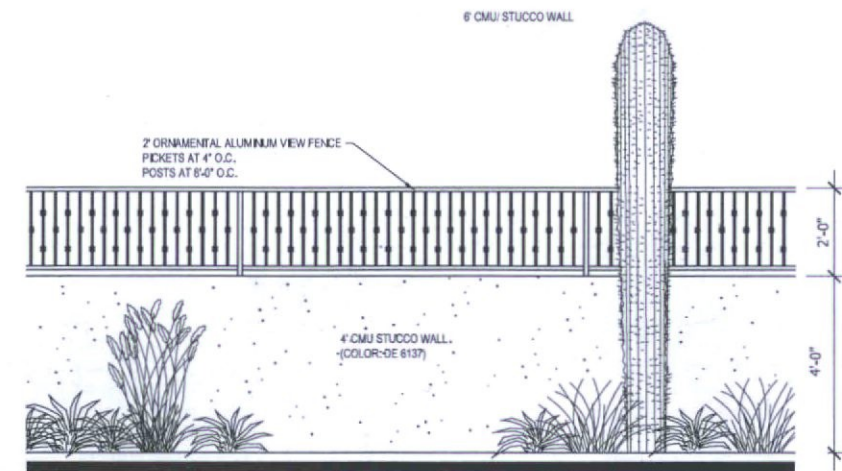 6' CMU/ STUCCO WALL
2' ORNAMENTAL ALUMINUM VIEW FENCE
PICKETS AT 4" O.C.
POSTS AT 8'-0" O.C.
2'-0"
4' CMU STUCCO WALL
(COLOR: DE 6137)
4'-0"